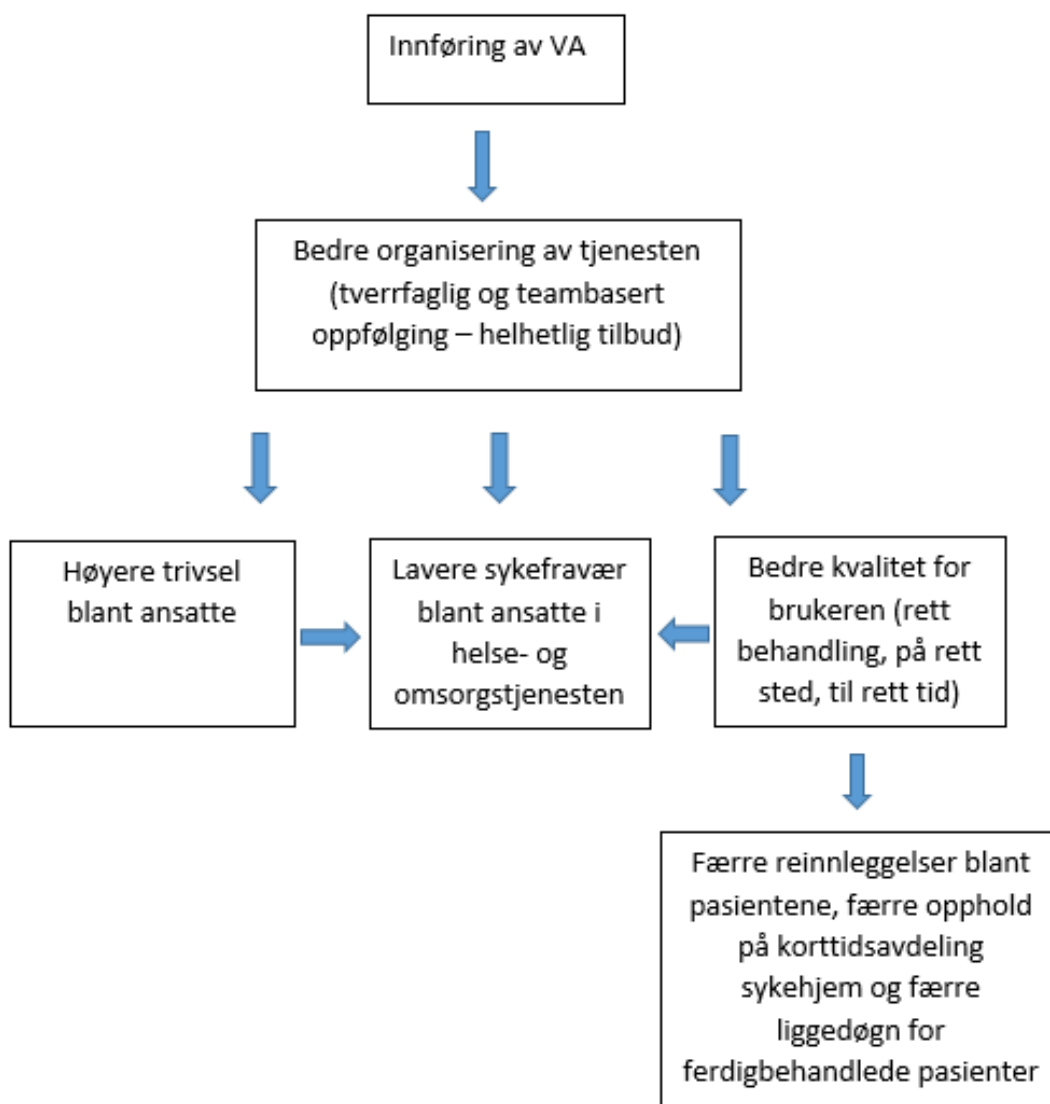 Innføring av VA
Bedre organisering av tjenesten
(tverrfaglig og teambasert
oppfølging – helhetlig tilbud)
Høyere trivsel
blant ansatte
Lavere sykefravær
blant ansatte i
helse- og
omsorgstjenesten
Bedre kvalitet for
brukeren (rett
behandling, på rett
sted, til rett tid)
Færre reinnleggelser blant
pasientene, færre opphold
på korttidsavdeling
sykehjem og færre
liggedøgn for
ferdigbehandlede pasienter